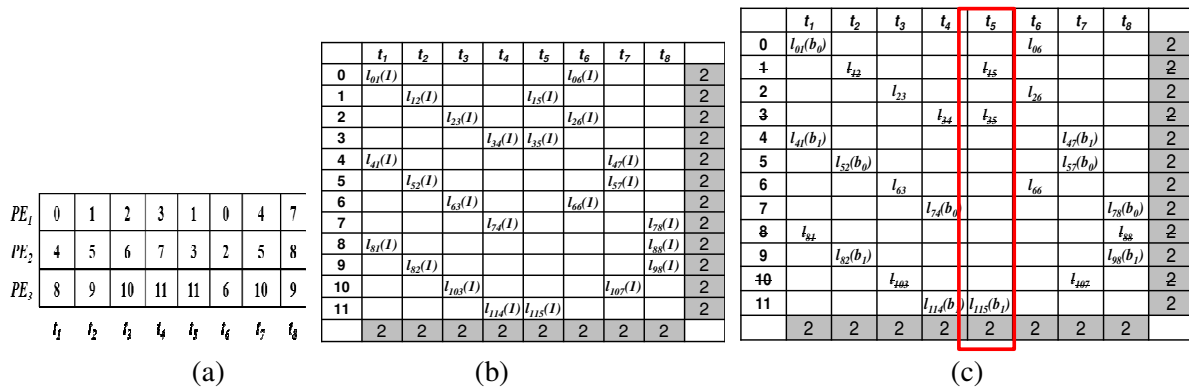 PE1 0 1 2 3 1 0 4 7
PE2 4 5 6 7 3 2 5 8
PE3 8 9 10 11 11 6 10 9
t1 t2 t3 t4 t5 t6 t7 t8
(a)
t1 t2 t3 t4 t5 t6 t7 t8
0 l01(1) l06(1) 2
1 l12(1) l15(1) 2
2 l23(1) l26(1) 2
3 l34(1) l35(1) 2
4 l41(1) l47(1) 2
5 l52(1) l57(1) 2
6 l63(1) l66(1) 2
7 l74(1) l78(1) 2
8 l81(1) l88(1) 2
9 l82(1) l98(1) 2
10 l103(1) l107(1) 2
11 l114(1) l115(1) 2
2 2 2 2 2 2 2 2
(b)
t1 t2 t3 t4 t5 t6 t7 t8
0 l01(b0) l06 2
1 l12 l15 2
2 l23 l26 2
3 l34 l35 2
4 l41(b1) l47(b1) 2
5 l52(b0) l57(b0) 2
6 l63 l66 2
7 l74(b0) l78(b0) 2
8 l81 l88 2
9 l82(b1) l98(b1) 2
10 l103 l107 2
11 l114(b1) l115(b1) 2
2 2 2 2 2 2 2 2
(c)